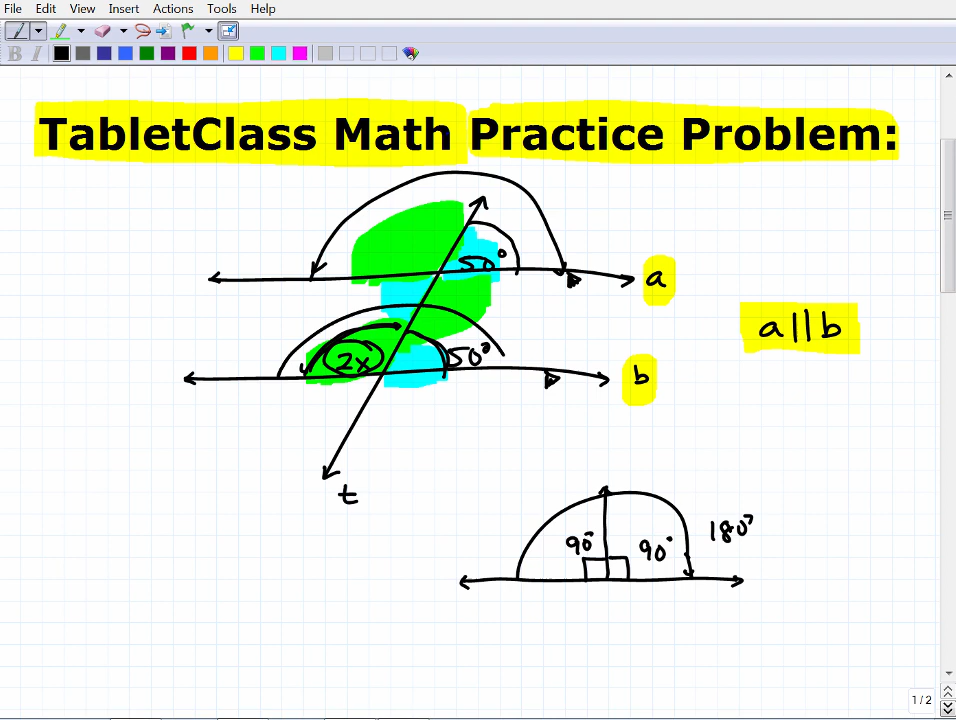 File Edit View Insert Actions Tools Help
B I
TabletClass Math Practice Problem:
50°
a
a||b
2x
50°
b
t
90°
90°
180°
1 / 2